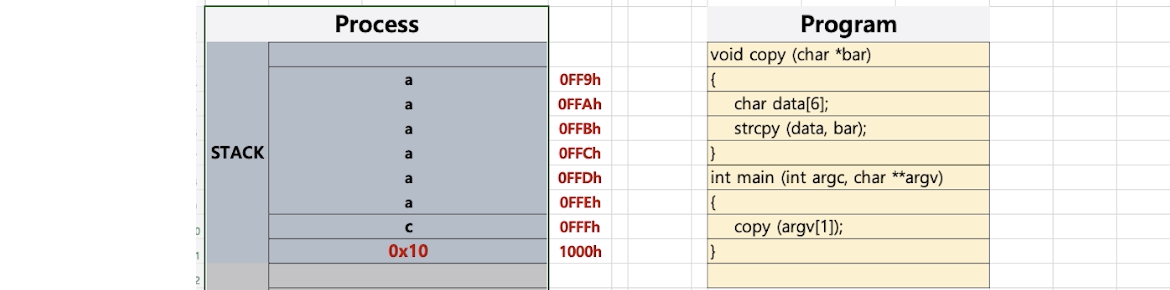 Process Program
void copy (char *bar)
a 0FF9h {
a 0FFAh char data[6];
a 0FFBh strcpy (data, bar);
STACK a 0FFCh }
a 0FFDh int main (int argc, char **argv)
a 0FFEh {
c 0FFFh copy (argv[1]);
0x10 1000h }